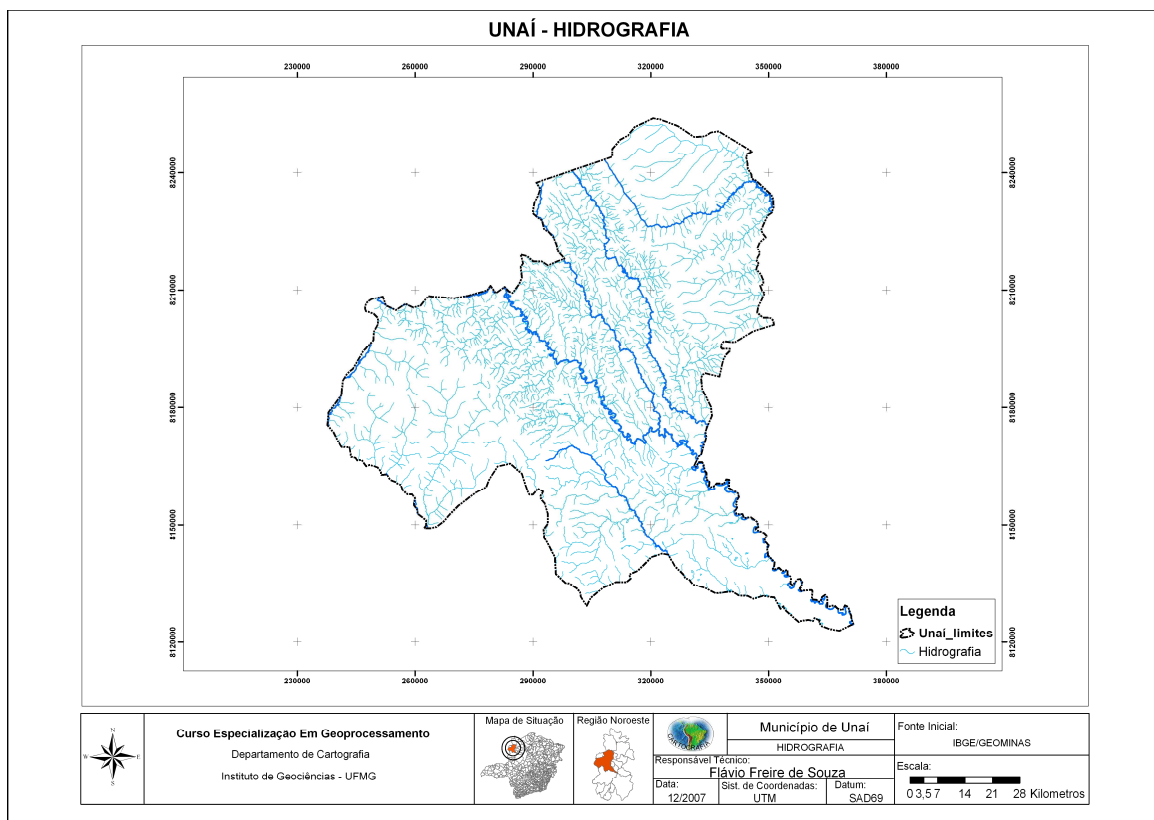 UNAÍ - HIDROGRAFIA
230000 260000 290000 320000 350000 380000
8240000 8240000
8210000 8210000
8180000 8180000
8150000 8150000
8120000 8120000
230000 260000 290000 320000 350000 380000
Legenda
Unaí_limites
Hidrografia
N
W E
S
Curso Especialização Em Geoprocessamento
Departamento de Cartografia
Instituto de Geociências - UFMG
Mapa de Situação
Região Noroeste
CARTOGRAFIA
Município de Unaí
HIDROGRAFIA
Responsável Técnico:
Flávio Freire de Souza
Data:
12/2007
Sist. de Coordenadas:
UTM
Datum:
SAD69
Fonte Inicial:
IBGE/GEOMINAS
Escala:
0 3,5 7 14 21 28 Kilometros